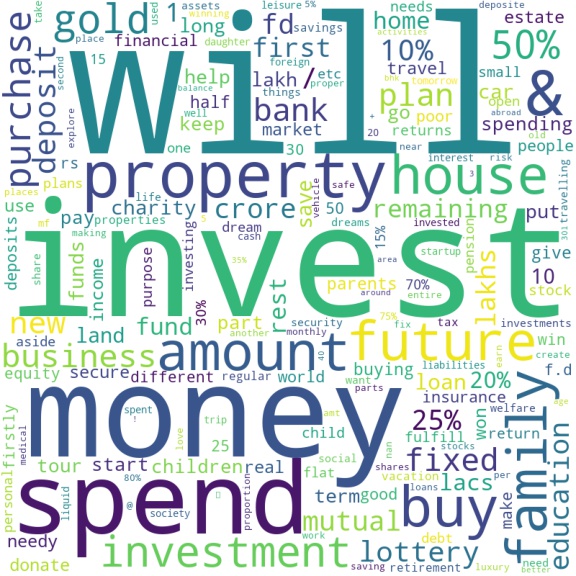 take
place
second
gold
used
1
15
long
leisure
5%
fd
savings
winning
assets
financial
daughter
foreign
first
lakh
/
things
etc
needs
home
10%
travel
activities
bhk
tomorrow
deposite
estate
50%
small
car
open
&
spending
purchase
deposit
explore
Will
help
half
balance
proper
well
keep
bank
market
plan
go
poor
returns
+
20
abroad
old
people
rs
one
30
property
near
interest
risk
house
3
places
plans
life
charity
crore
save
vehicle
safe
50
remaining
put
travelling
use
mf
pay
properties
5
dream
cash
dreams
invested
15%
pension
startup
give
301
deposits
making
share
funds
income
purpose
investing
invest
35%
area
around
parents
70%
entire
lakhs
10
stock
new
land
fund
30%
another
monthly
rest
part
security
fix
75%
tax
future
investments
win
create
aside
business
amount
40
liabilities
earn
equity
secure
different
regular
world
buying
want
parts
loan
20%
insurance
f.d
family
education
money
spent
!
trip
amt
child
25%
fulfill
won
return
welfare
age
personal
firstly
medical
tour
start
children
25
love
real
flat
social
nan
vacation
shares
stocks
loans
per
fixed
make
liquid
80%
@
society
spend
proportion
term
good
work
lacs
buy
needy
donate
investment
mutual
saving
retirement
lottery
debt
luxury
need
better